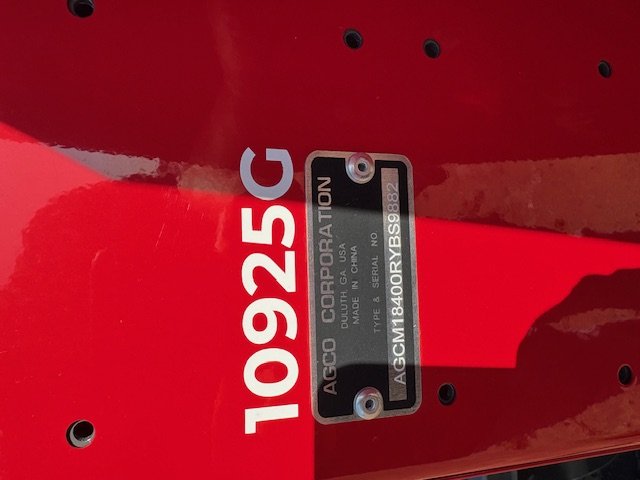 10925G
AGCO CORPORATION
DULUTH, GA. USA
MADE IN CHINA
TYPE & SERIAL NO.
AGCM18400RYBS9882